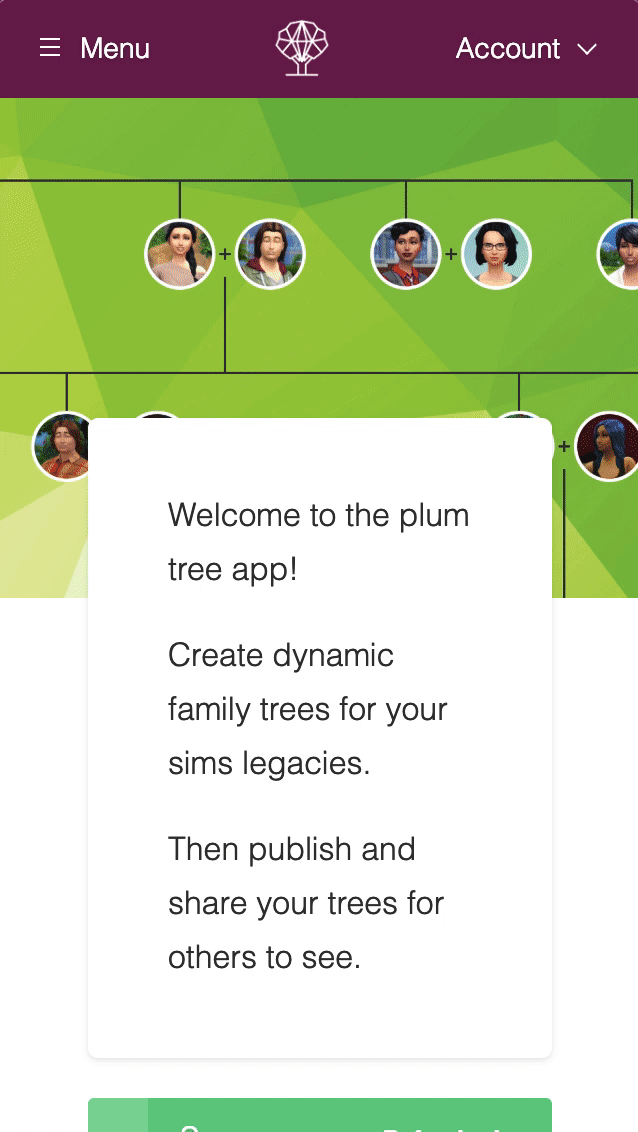 Menu
Account
+
+
+
Welcome to the plum
tree app!
Create dynamic
family trees for your
sims legacies.
Then publish and
share your trees for
others to see.